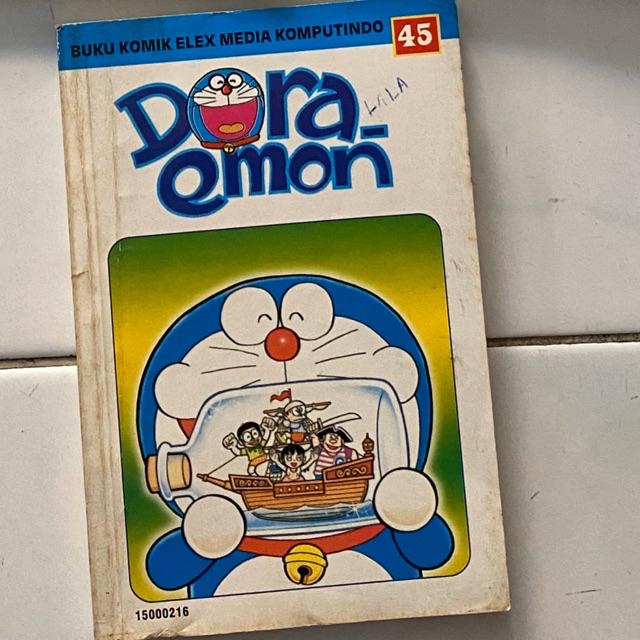 BUKU KOMIK ELEX MEDIA KOMPUTINDO 45
Dora
LALA
emon
15000216